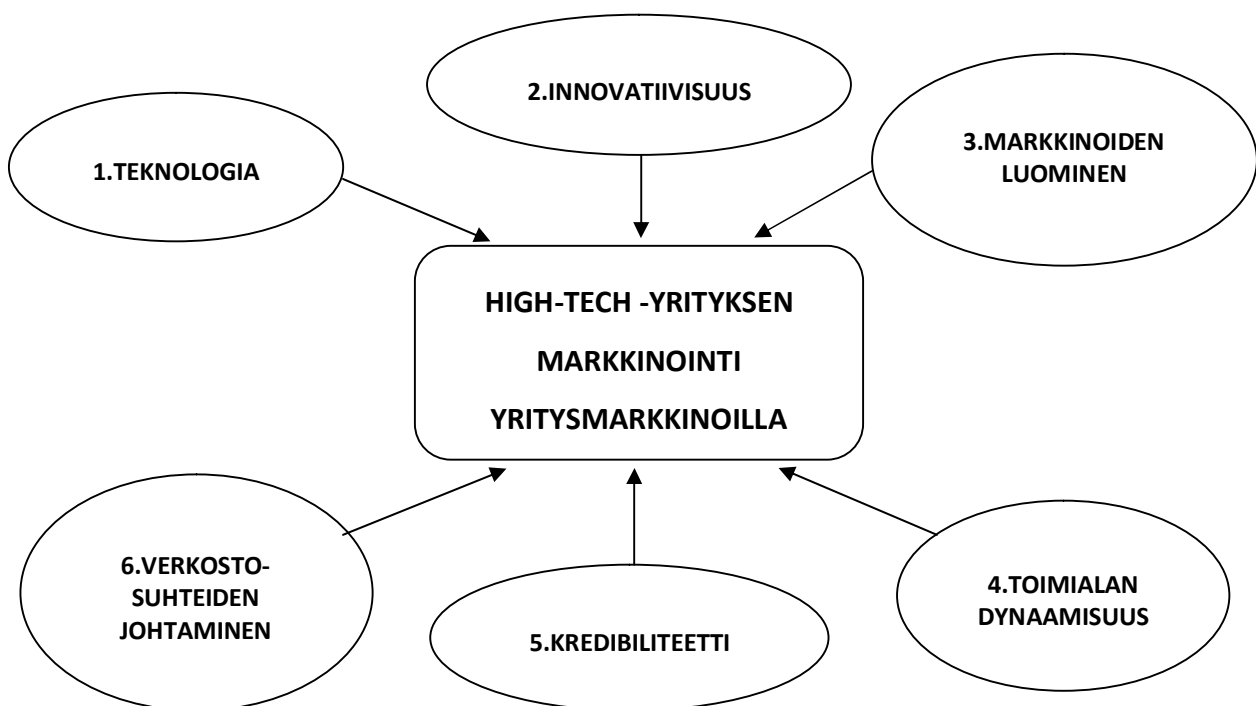 1.TEKNOLOGIA
2.INNOVATIIVISUUS
3.MARKKINOIDEN
LUOMINEN
HIGH-TECH -YRITYKSEN
MARKKINOINTI
YRITYSMARKKINOILLA
6.VERKOSTO-
SUHTEIDEN
JOHTAMINEN
5.KREDIBILITEETTI
4.TOIMIALAN
DYNAAMISUUS